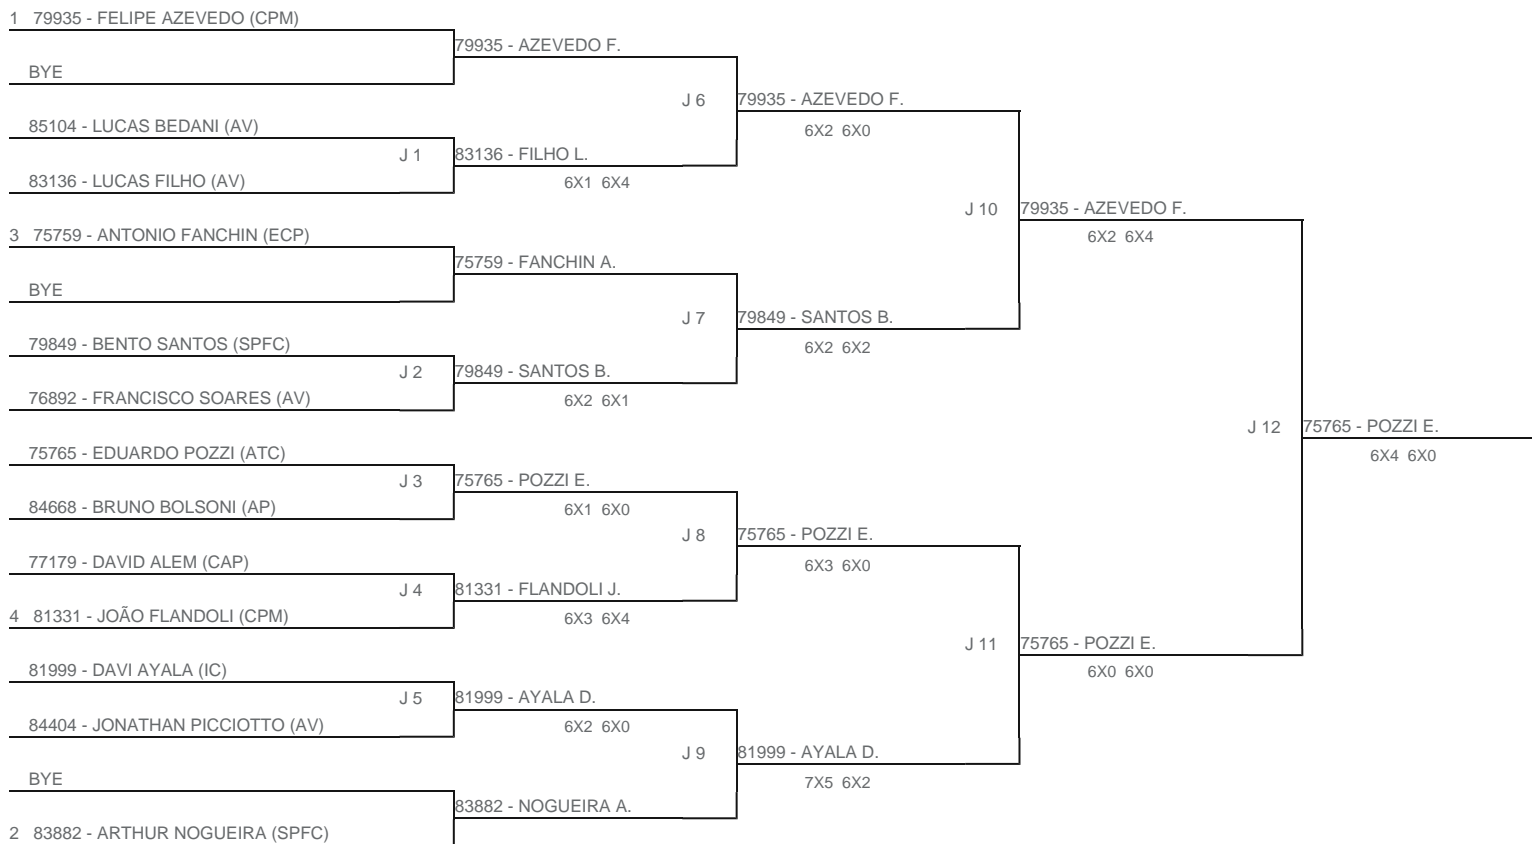 1 79935 - FELIPE AZEVEDO (CPM)
79935 - AZEVEDO F.
BYE
J 6
79935 - AZEVEDO F.
6X2 6X0
85104 - LUCAS BEDANI (AV)
J 1
83136 - FILHO L.
6X1 6X4
83136 - LUCAS FILHO (AV)
J 10
79935 - AZEVEDO F.
6X2 6X4
3 75759 - ANTONIO FANCHIN (ECP)
75759 - FANCHIN A.
BYE
J 7
79849 - SANTOS B.
6X2 6X2
79849 - BENTO SANTOS (SPFC)
J 2
79849 - SANTOS B.
6X2 6X1
76892 - FRANCISCO SOARES (AV)
J 12
75765 - POZZI E.
6X4 6X0
75765 - EDUARDO POZZI (ATC)
J 3
75765 - POZZI E.
6X1 6X0
84668 - BRUNO BOLSONI (AP)
J 8
75765 - POZZI E.
6X3 6X0
77179 - DAVID ALEM (CAP)
J 4
81331 - FLANDOLI J.
6X3 6X4
4 81331 - JOÃO FLANDOLI (CPM)
J 11
75765 - POZZI E.
6X0 6X0
81999 - DAVI AYALA (IC)
J 5
81999 - AYALA D.
6X2 6X0
84404 - JONATHAN PICCIOTTO (AV)
J 9
81999 - AYALA D.
7X5 6X2
BYE
83882 - NOGUEIRA A.
2 83882 - ARTHUR NOGUEIRA (SPFC)